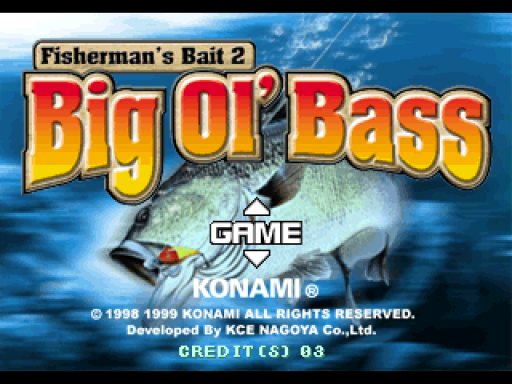 Fisherman's Bait 2
Big Ol' Bass
GAME
KONAMI®
© 1998 1999 KONAMI ALL RIGHTS RESERVED.
Developed By KCE NAGOYA Co.,Ltd.
CREDIT(S) 03